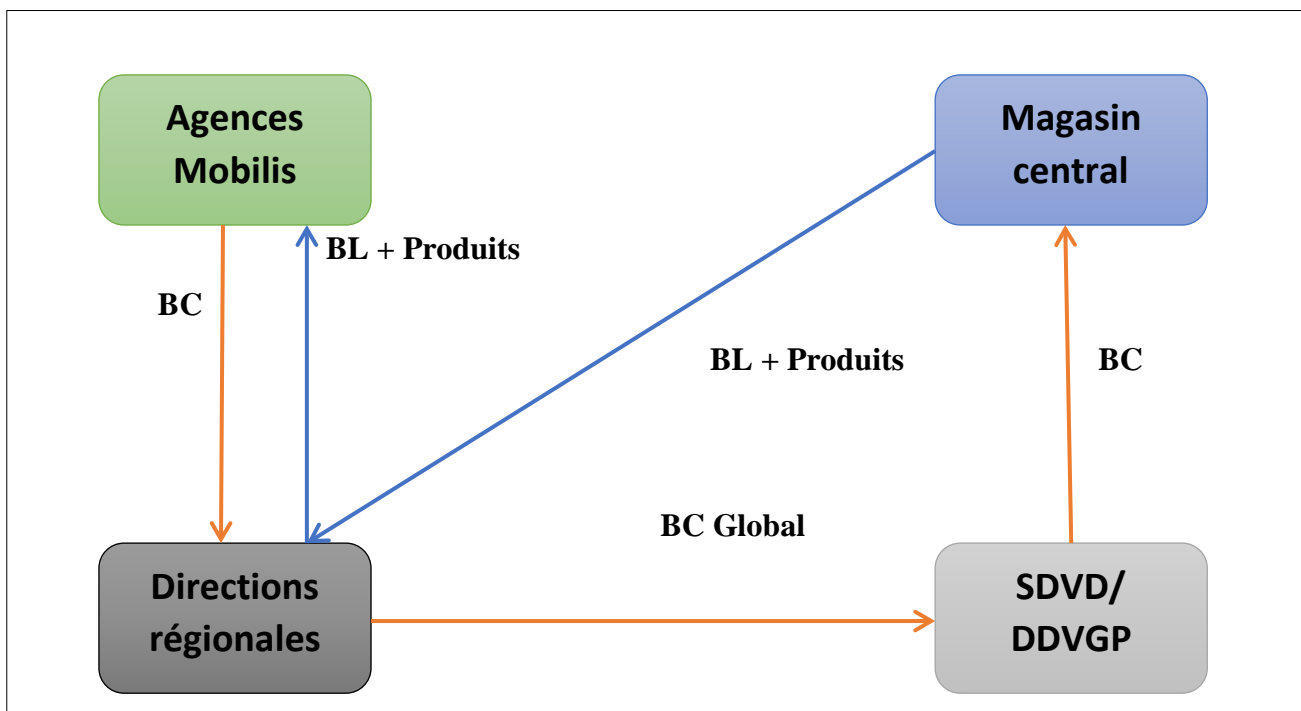 Agences
Mobilis
Magasin
central
BL + Produits
BC
BL + Produits
BC
BC Global
Directions
régionales
SDVD/
DDVGP